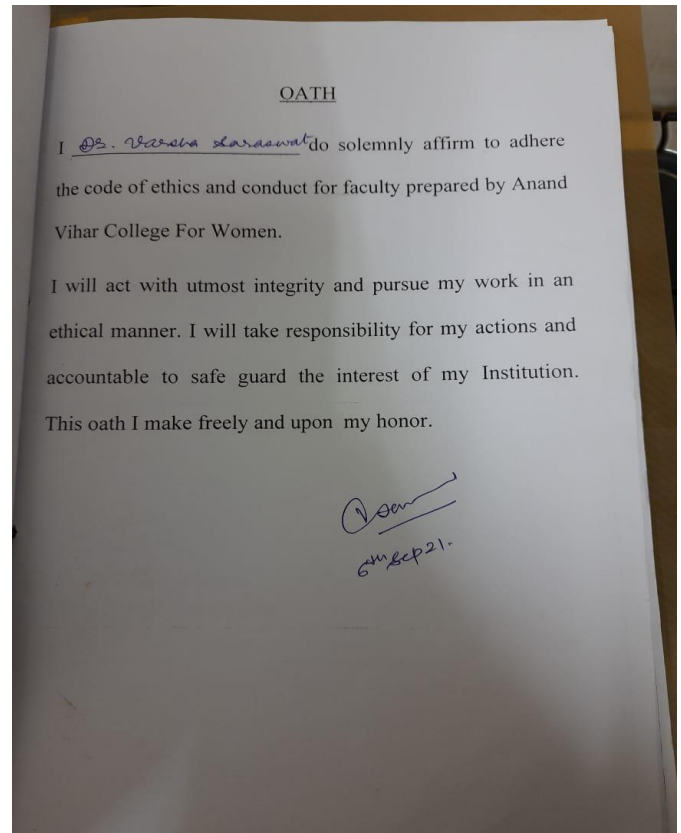 OATH
I Dr. Varsha Saraswat do solemnly affirm to adhere
the code of ethics and conduct for faculty prepared by Anand
Vihar College For Women.
I will act with utmost integrity and pursue my work in an
ethical manner. I will take responsibility for my actions and
accountable to safe guard the interest of my Institution.
This oath I make freely and upon my honor.
6th Sep 21.